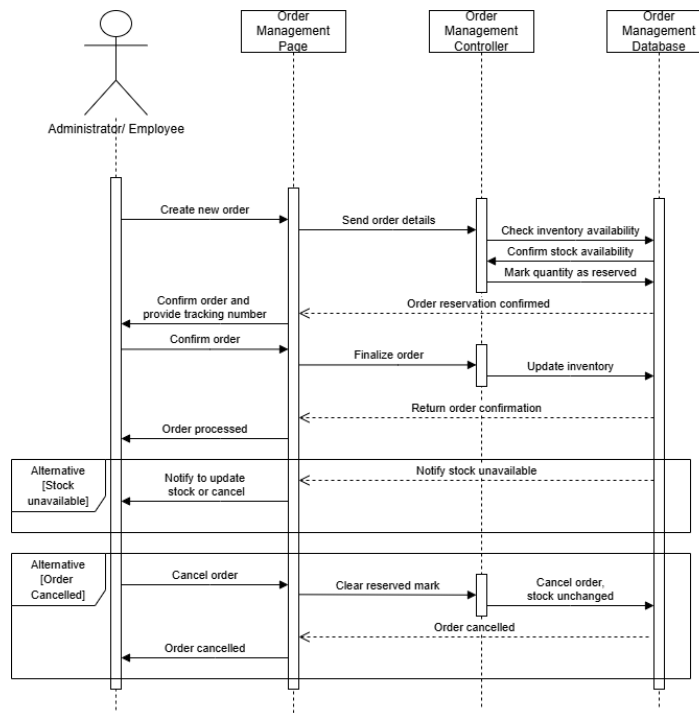 Order
Management
Page
Order
Management
Controller
Order
Management
Database
Administrator/ Employee
Create new order
Send order details
Check inventory availability
Confirm stock availability
Mark quantity as reserved
Order reservation confirmed
Confirm order and
provide tracking number
Confirm order
Finalize order
Update inventory
Return order confirmation
Order processed
Alternative
[Stock
unavailable]
Notify stock unavailable
Notify to update
stock or cancel
Alternative
[Order
Cancelled]
Cancel order
Clear reserved mark
Cancel order,
stock unchanged
Order cancelled
Order cancelled